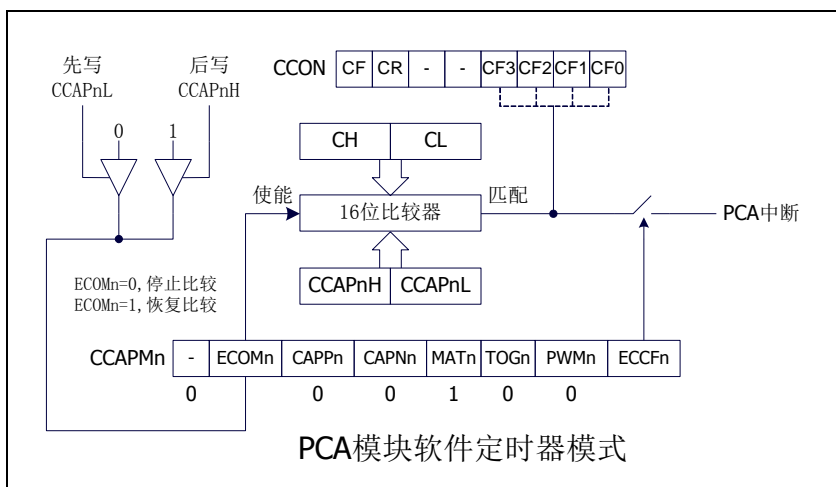 先写
CCAPnL
后写
CCAPnH
0
1
CCON
CF CR - - CF3 CF2 CF1 CF0
CH CL
使能
16位比较器
匹配
PCA中断
CCAPnH CCAPnL
ECOMn=0,停止比较
ECOMn=1,恢复比较
CCAPMn
- ECOMn CAPPn CAPNn MATn TOGn PWMn ECCFn
0 0 0 1 0 0
PCA模块软件定时器模式